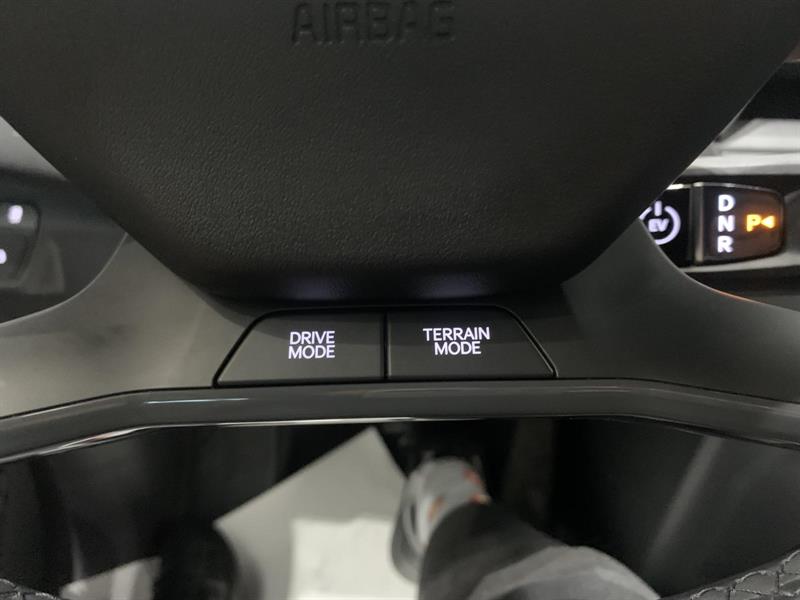 AIRBAG
EV
D
N
R
P
DRIVE
MODE
TERRAIN
MODE